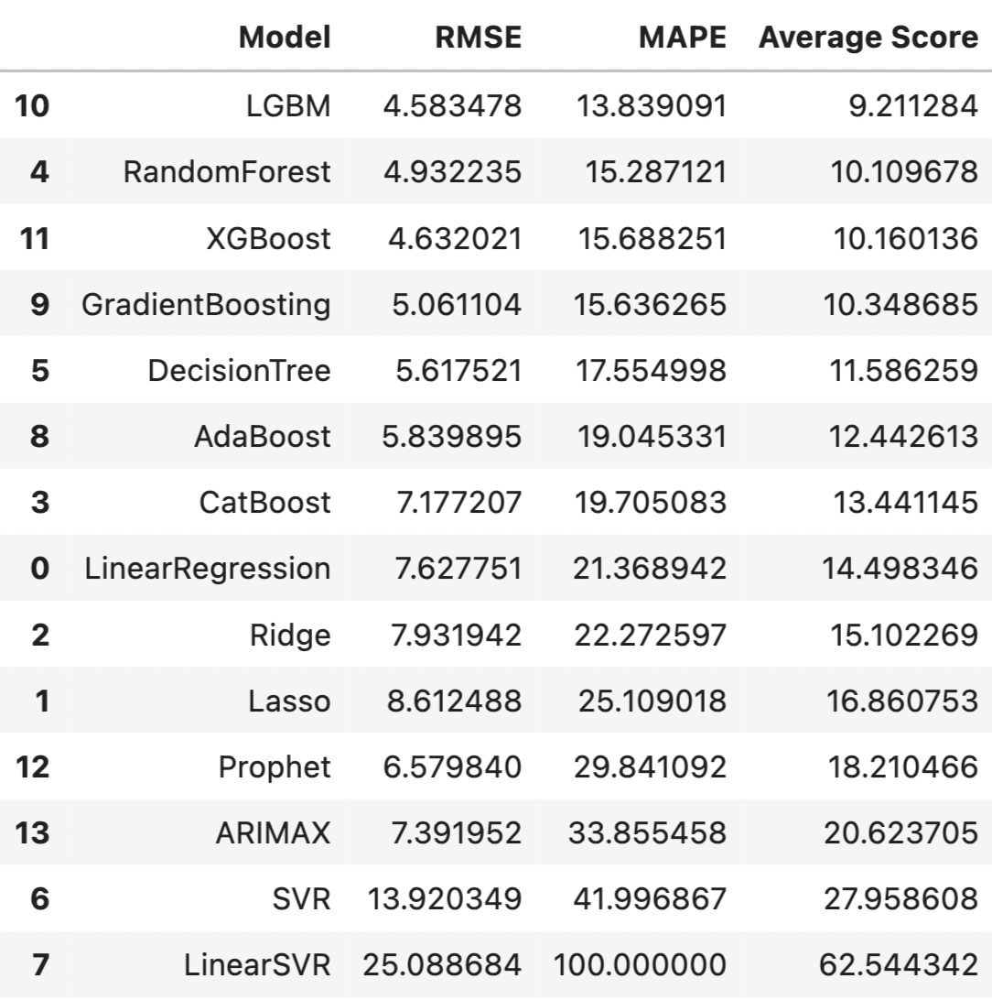 Model RMSE MAPE Average Score
10 LGBM 4.583478 13.839091 9.211284
4 RandomForest 4.932235 15.287121 10.109678
11 XGBoost 4.632021 15.688251 10.160136
9 GradientBoosting 5.061104 15.636265 10.348685
5 DecisionTree 5.617521 17.554998 11.586259
8 AdaBoost 5.839895 19.045331 12.442613
3 CatBoost 7.177207 19.705083 13.441145
0 LinearRegression 7.627751 21.368942 14.498346
2 Ridge 7.931942 22.272597 15.102269
1 Lasso 8.612488 25.109018 16.860753
12 Prophet 6.579840 29.841092 18.210466
13 ARIMAX 7.391952 33.855458 20.623705
6 SVR 13.920349 41.996867 27.958608
7 LinearSVR 25.088684 100.000000 62.544342